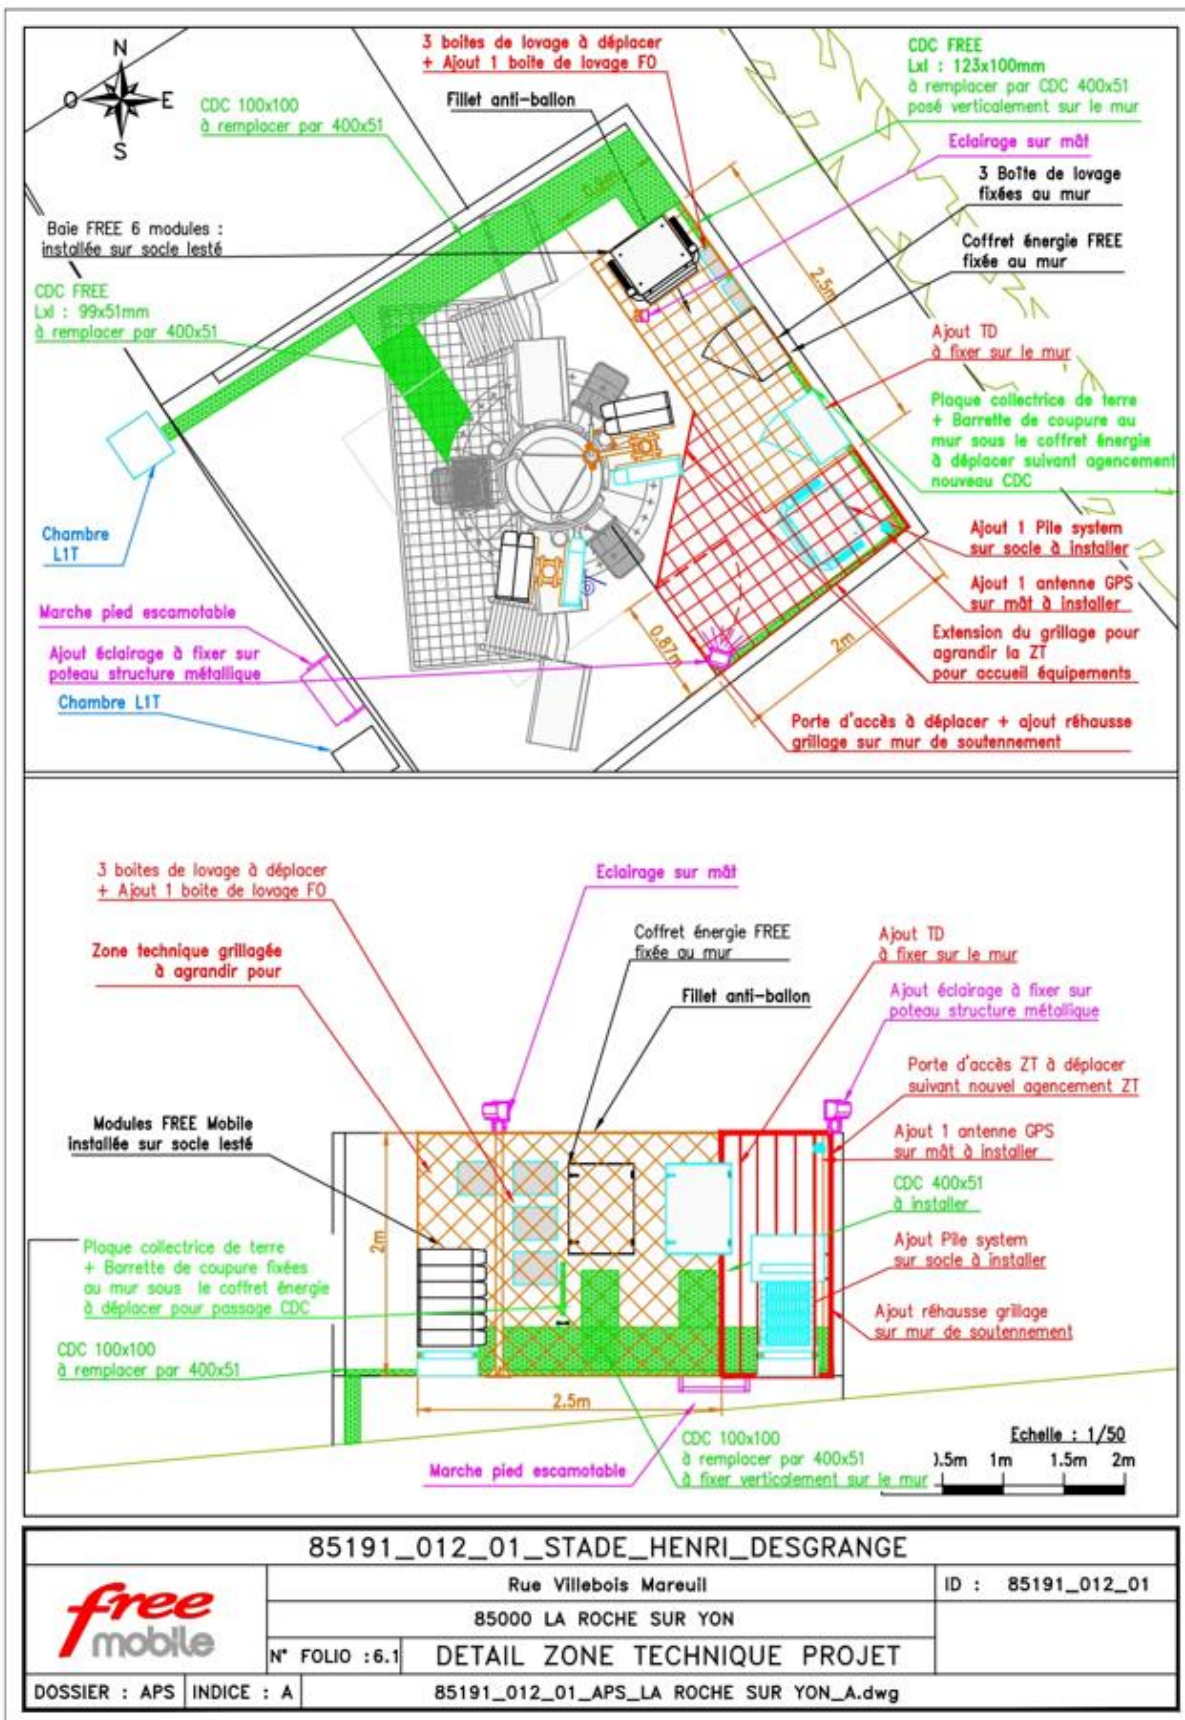 N
O
E
S
3 boites de lovage à déplacer
+ Ajout 1 boite de lovage FO
CDC FREE
Lxl : 123x100mm
à remplacer par CDC 400x51
posé verticalement sur le mur
CDC 100x100
à remplacer par 400x51
Fillet anti-ballon
Eclairage sur mât
3 Boîte de lovage
fixées au mur
Baie FREE 6 modules :
installée sur socle lesté
Coffret énergie FREE
fixée au mur
2.5m
CDC FREE
Lxl : 99x51mm
à remplacer par 400x51
Ajout TD
à fixer sur le mur
Plaque collectrice de terre
+ Barrette de coupure au
mur sous le coffret énergie
à déplacer suivant agencement
nouveau CDC
Chambre
L1T
Ajout 1 Pile system
sur socle à installer
Ajout 1 antenne GPS
sur mât à installer
Marche pied escamotable
Ajout éclairage à fixer sur
poteau structure métallique
Chambre L1T
0.87m
2m
Extension du grillage pour
agrandir la ZT
pour accueil équipements
Porte d'accès à déplacer + ajout réhausse
grillage sur mur de soutennement
3 boites de lovage à déplacer
+ Ajout 1 boite de lovage FO
Eclairage sur mât
Zone technique grillagée
à agrandir pour
Coffret énergie FREE
fixée au mur
Fillet anti-ballon
Ajout TD
à fixer sur le mur
Ajout éclairage à fixer sur
poteau structure métallique
Porte d'accès ZT à déplacer
suivant nouvel agencement ZT
Modules FREE Mobile
installée sur socle lesté
Ajout 1 antenne GPS
sur mât à installer
CDC 400x51
à installer
2m
Plaque collectrice de terre
+ Barrette de coupure fixées
au mur sous le coffret énergie
à déplacer pour passage CDC
Ajout Pile system
sur socle à installer
Ajout réhausse grillage
sur mur de soutennement
CDC 100x100
à remplacer par 400x51
2.5m
Marche pied escamotable
CDC 100x100
à remplacer par 400x51
à fixer verticalement sur le mur
Echelle : 1/50
.5m 1m 1.5m 2m
85191_012_01_STADE_HENRI_DESGRANGE
free
mobile
Rue Villebois Mareuil
ID : 85191_012_01
85000 LA ROCHE SUR YON
N° FOLIO :6.1
DETAIL ZONE TECHNIQUE PROJET
DOSSIER : APS
INDICE : A
85191_012_01_APS_LA ROCHE SUR YON_A.dwg